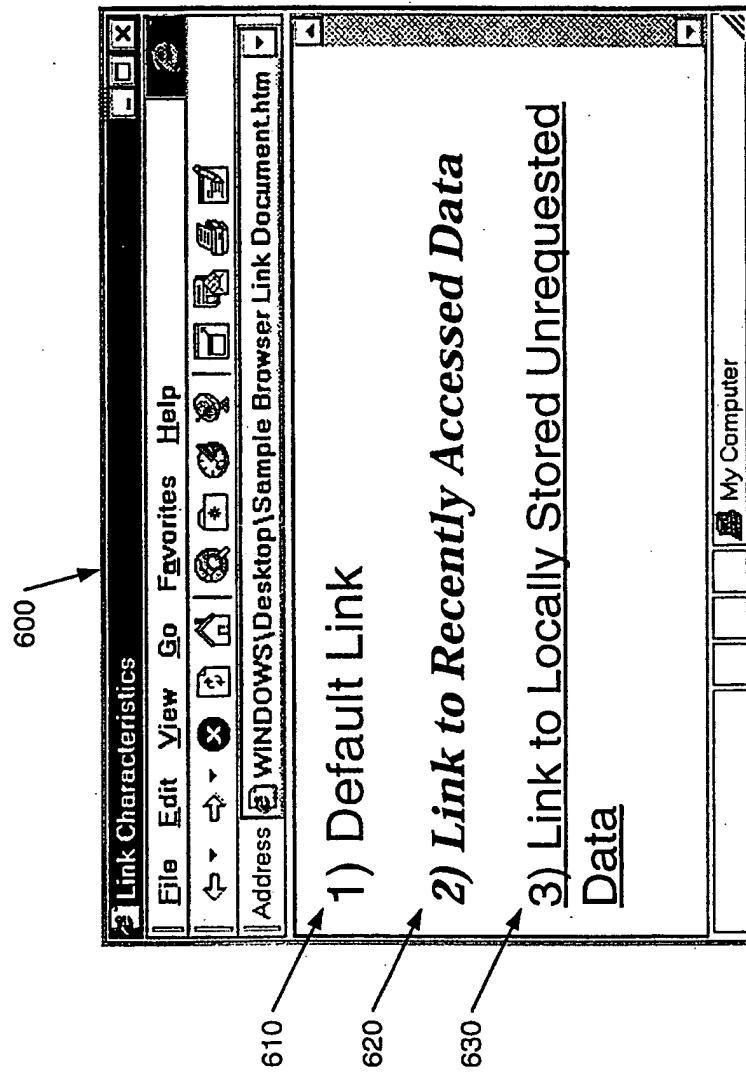 600
Link Characteristics
File Edit View Go Favorites Help
Address WINDOWS\Desktop\Sample Browser Link Document.htm
610
1) Default Link
620
2) Link to Recently Accessed Data
630
3) Link to Locally Stored Unrequested
Data
My Computer